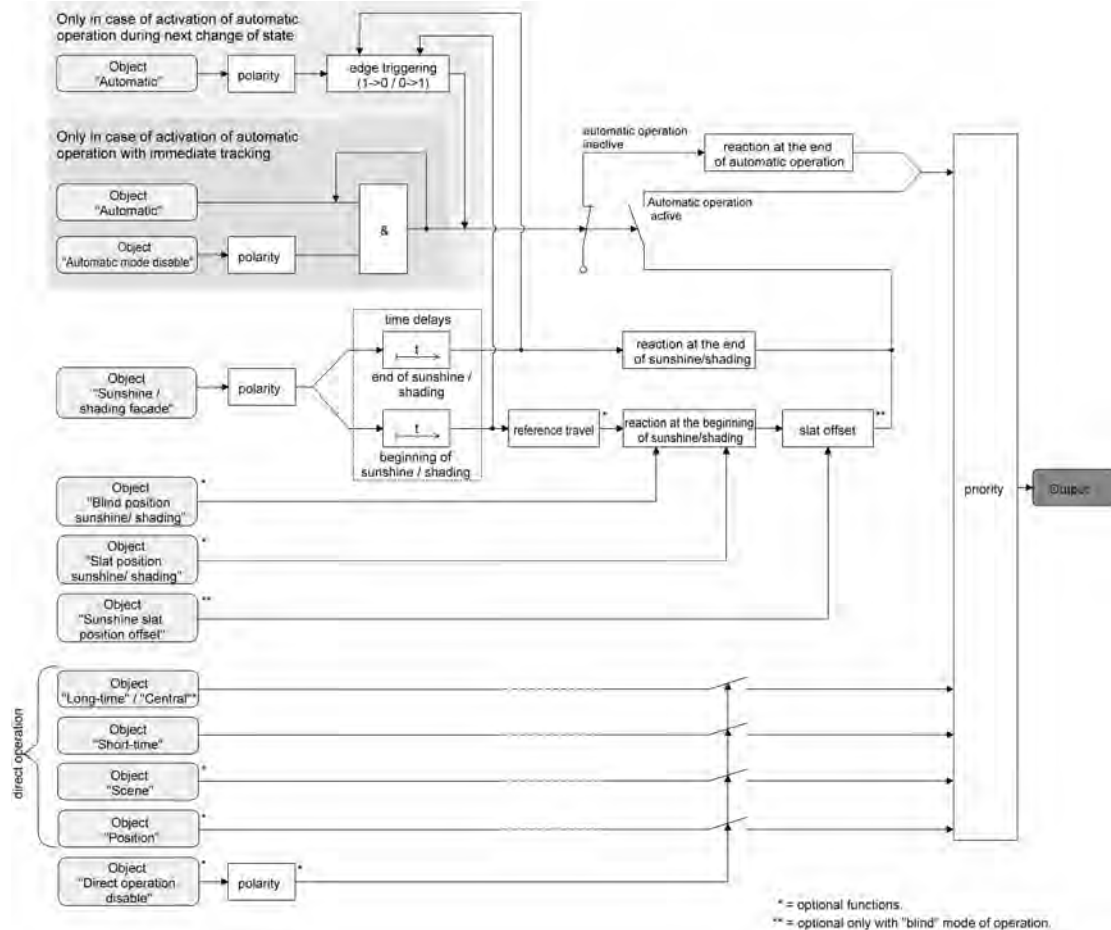 Only in case of activation of automatic
operation during next change of state
Object
"Automatic"
polarity
edge triggering
(1->0 / 0->1)
Only in case of activation of automatic
operation with immediate tracking
Object
"Automatic"
Object
"Automatic mode disable"
polarity
&
automatic operation
inactive
reaction at the end
of automatic operation
Automatic operation
active
time delays
t
end of sunshine /
shading
reaction at the end
of sunshine/shading
Object
"Sunshine /
shading facade"
polarity
t
beginning of
sunshine / shading
reference travel
*
reaction at the beginning
of sunshine/shading
slat offset
**
Object
"Blind position
sunshine/ shading"
*
Object
"Slat position
sunshine/ shading"
*
Object
"Sunshine slat
position offset"
**
priority
Output
direct operation
Object
"Long-time" / "Central"*
Object
"Short-time"
Object
"Scene"
*
Object
"Position"
*
Object
"Direct operation
disable"
*
polarity
*
* = optional functions.
** = optional only with "blind" mode of operation.